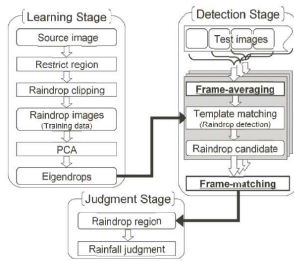 Learning Stage
Source image
Restrict region
Raindrop clipping
Raindrop images
(Training data)
PCA
Eigendrops
Detection Stage
Test images
Frame-averaging
Template matching
(Raindrop detection)
Raindrop candidate
Frame-matching
Judgment Stage
Raindrop region
Rainfall judgment